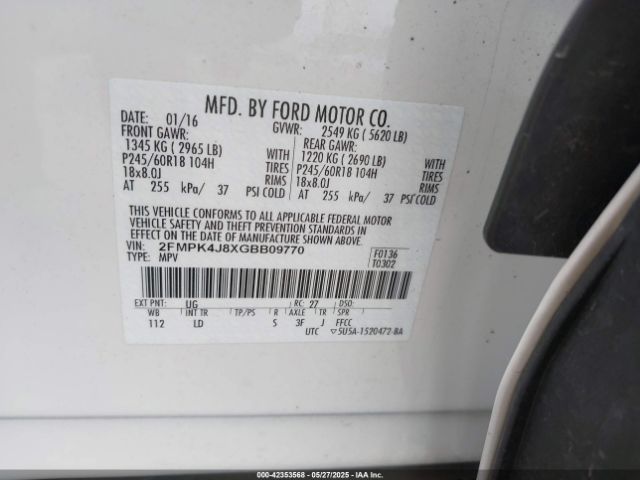 MFD. BY FORD MOTOR CO.
DATE: 01/16 GVWR: 2549 KG ( 5620 LB)
FRONT GAWR: REAR GAWR:
1345 KG ( 2965 LB) WITH 1220 KG ( 2690 LB) WITH
P245/60R18 104H TIRES P245/60R18 104H TIRES
18x8.0J RIMS 18x8.0J RIMS
AT 255 kPa/ 37 PSI COLD AT 255 kPa/ 37 PSI COLD
THIS VEHICLE CONFORMS TO ALL APPLICABLE FEDERAL MOTOR
VEHICLE SAFETY AND THEFT PREVENTION STANDARDS IN
EFFECT ON THE DATE OF MANUFACTURE SHOWN ABOVE.
VIN: 2FMPK4J8XGBB09770 F0136
TYPE: MPV T0302
EXT PNT: UG RC: 27 DSO:
WB INT TR TP/PS R AXLE TR SPR
112 LD S 3F J FFCC
UTC ▽5U5A-1520472-BA
000-42353568 - 05/27/2025 - IAAI.COM